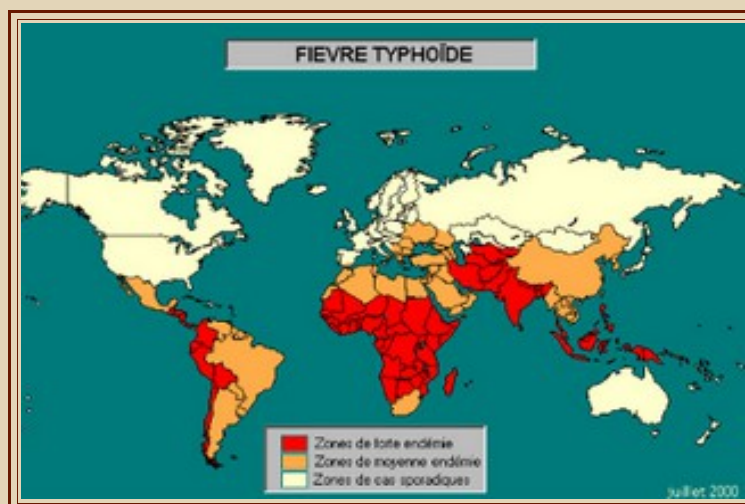 FIEVRE TYPHOÏDE
Zones de forte endémie
Zones de moyenne endémie
Zones de cas sporadiques
juillet 2000